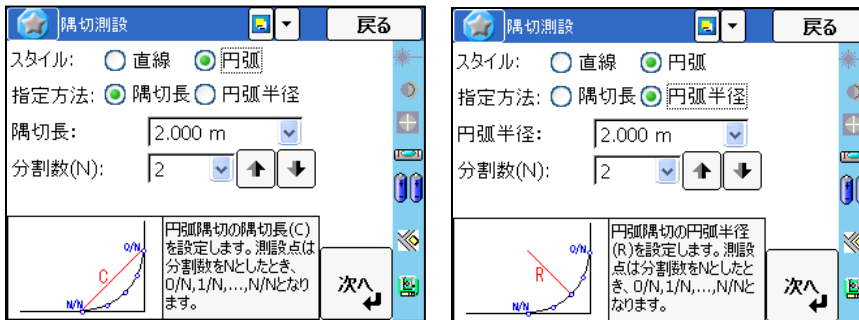 隅切測設
戻る
スタイル: 直線 円弧
指定方法: 隅切長 円弧半径
隅切長: 2.000 m
分割数(N): 2
0/N
C
N/N
円弧隅切の隅切長(C)
を設定します。測設点は
分割数をNとしたとき、
0/N,1/N,...,N/Nとなり
ます。
次へ
隅切測設
戻る
スタイル: 直線 円弧
指定方法: 隅切長 円弧半径
円弧半径: 2.000 m
分割数(N): 2
0/N
R
N/N
円弧隅切の円弧半径
(R)を設定します。測設
点は分割数をNとしたと
き、0/N,1/N,...,N/Nと
なります。
次へ